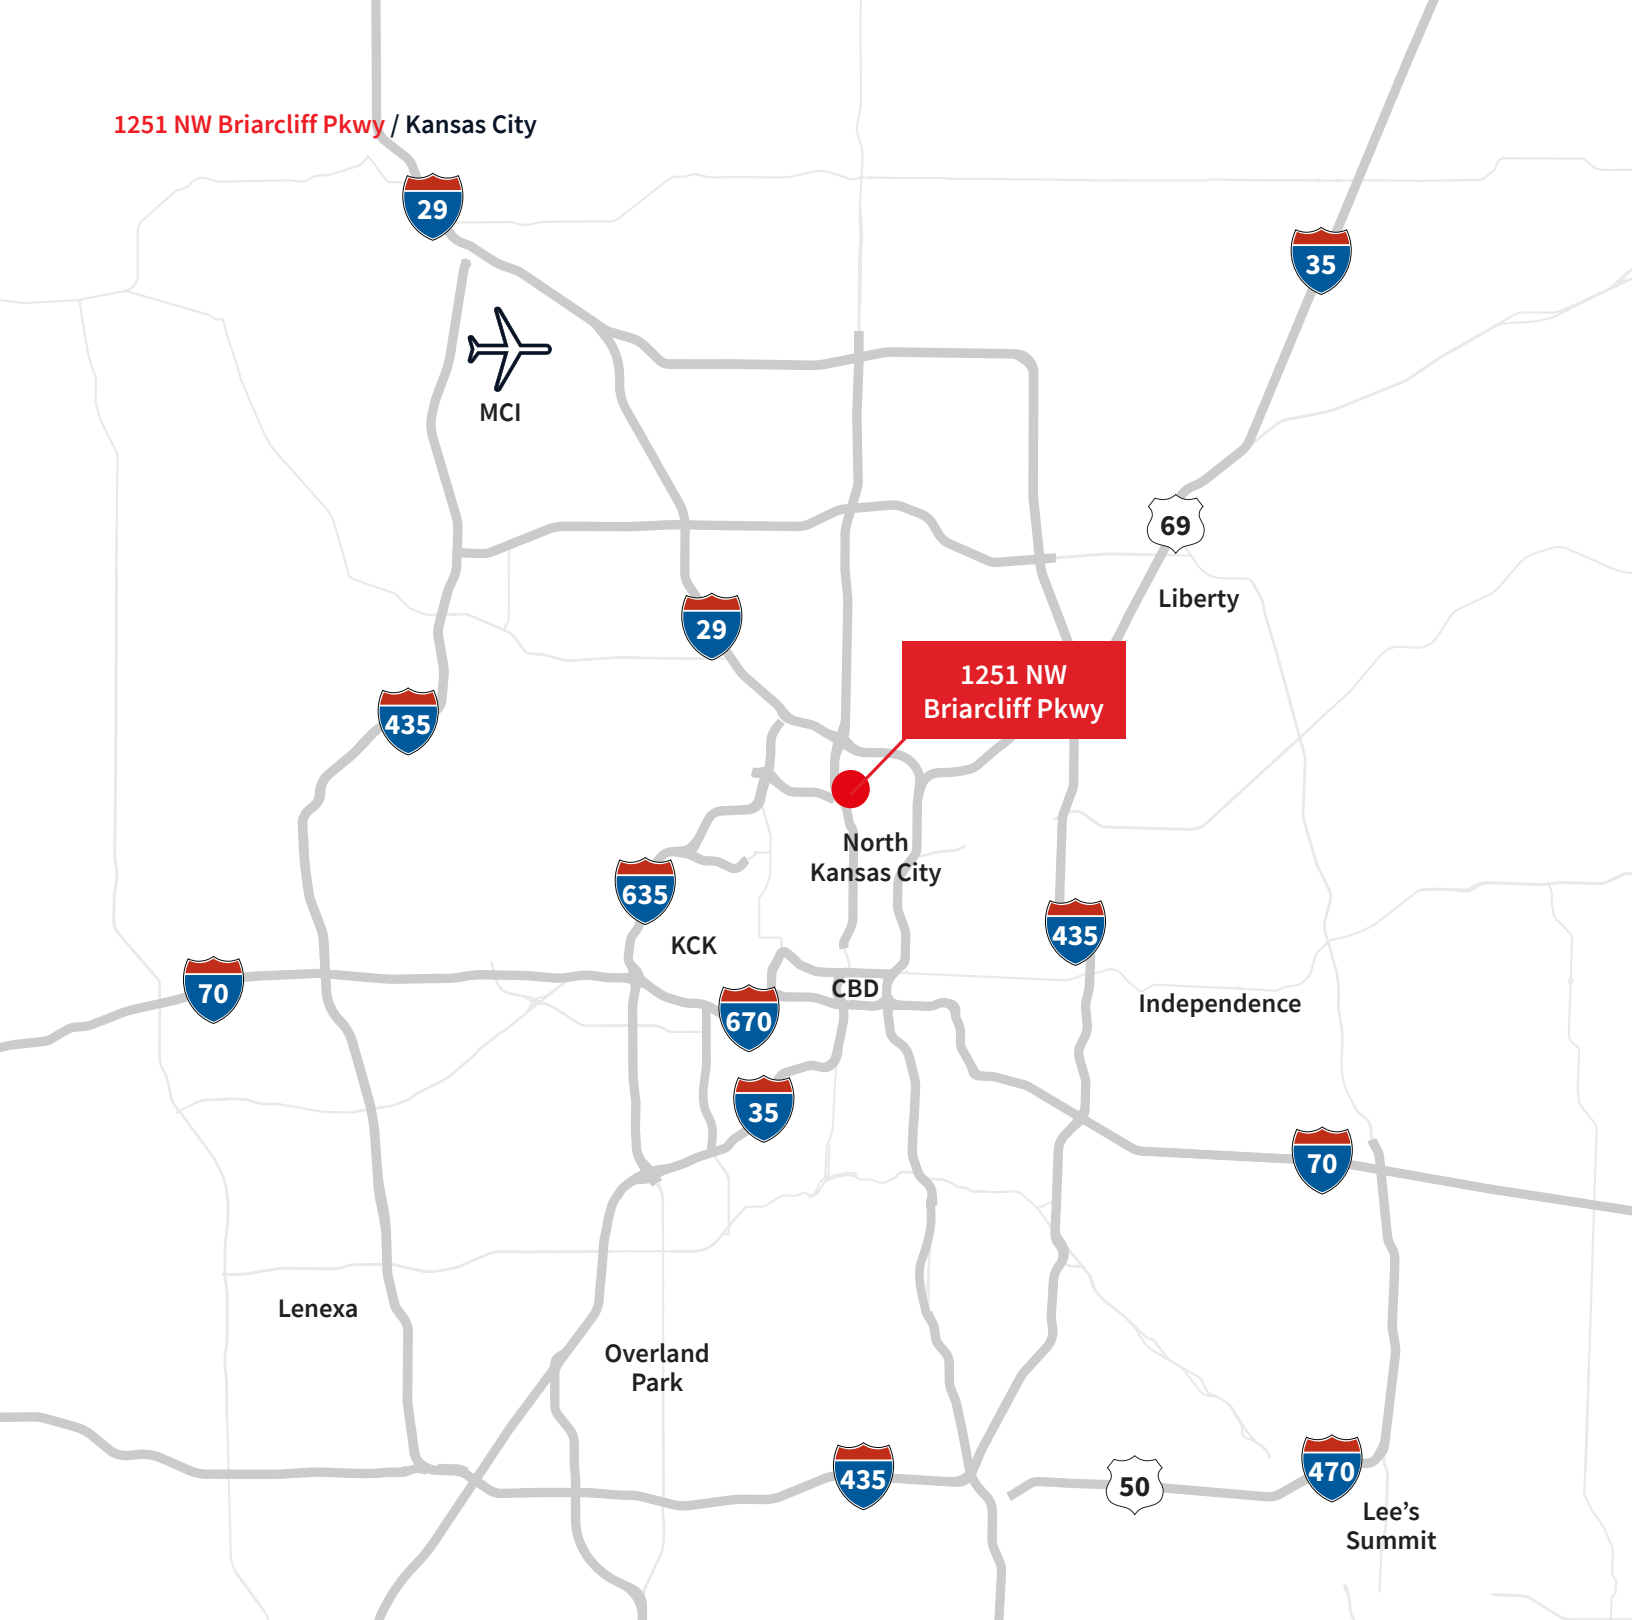 1251 NW Briarcliff Pkwy / Kansas City
29
35
MCI
69
Liberty
29
1251 NW
Briarcliff Pkwy
435
North
Kansas City
635
435
KCK
70
CBD
Independence
670
35
70
Lenexa
Overland
Park
435
50
470
Lee's
Summit